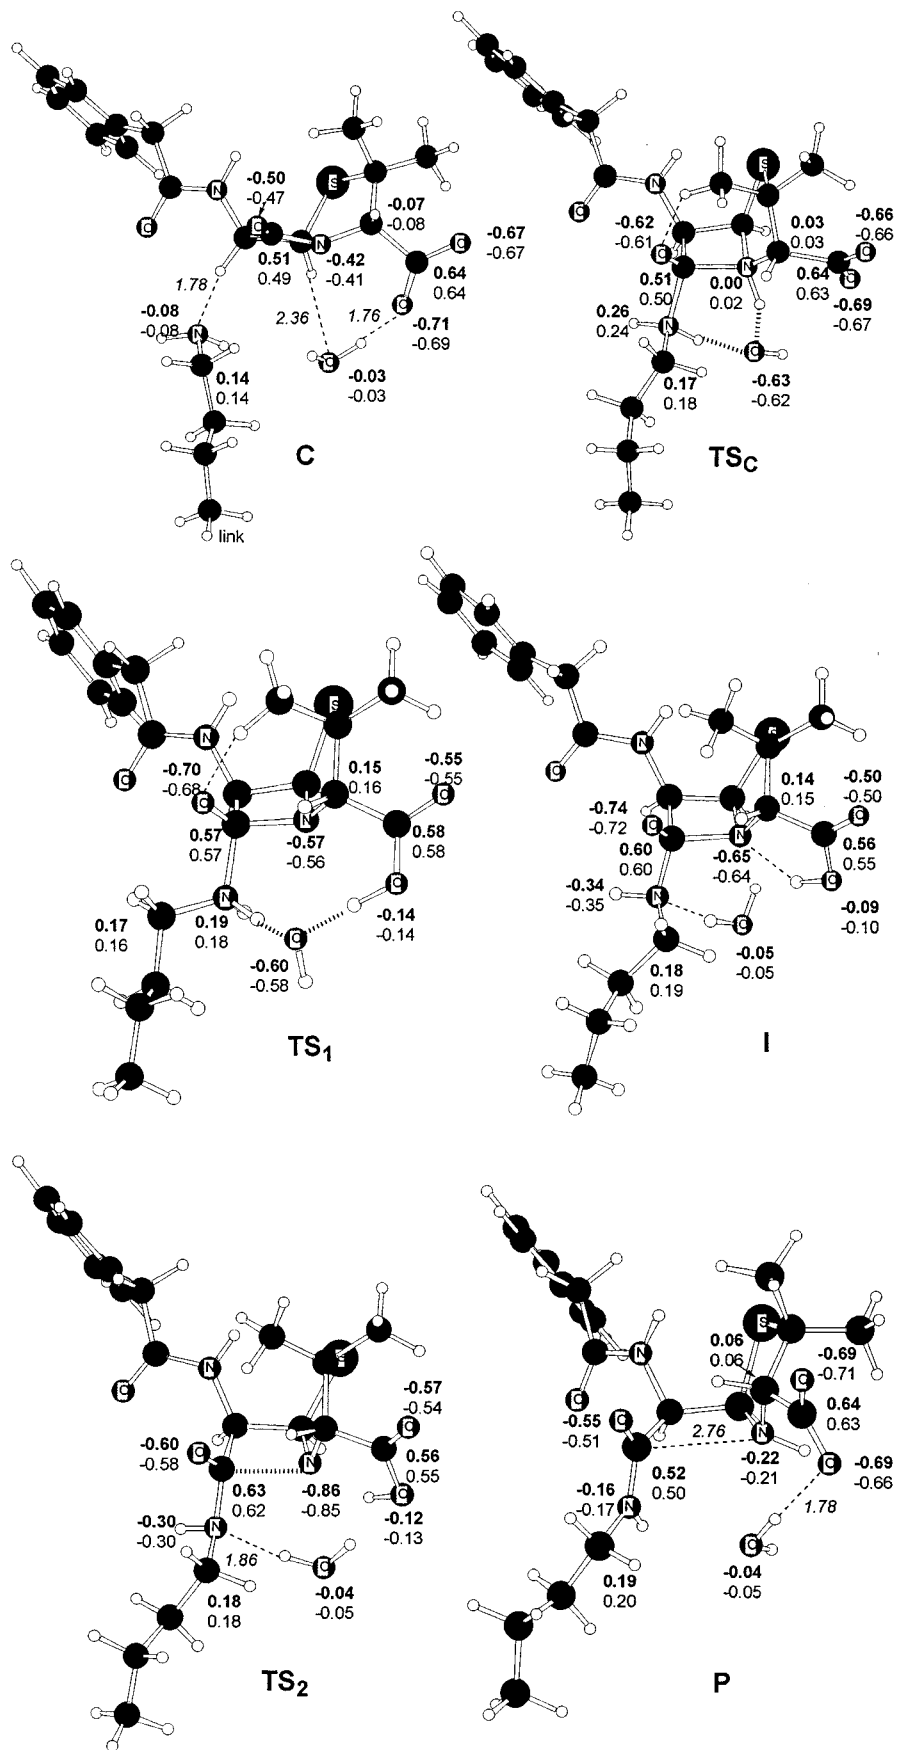 -0.50
-0.47
S
N
O
O
-0.07
-0.08
O
-0.67
-0.67
N
0.51
0.49
-0.42
-0.41
0.64
0.64
1.78
O
-0.08
-0.08
N
2.36
1.76
-0.71
-0.69
O
-0.03
-0.03
0.14
0.14
C
link
S
N
O
-0.62
-0.61
O
0.03
0.03
-0.66
-0.66
O
N
0.51
0.50
0.00
0.02
0.64
0.63
O
-0.69
-0.67
0.26
0.24
N
O
-0.63
-0.62
0.17
0.18
TSC
S
N
O
-0.70
-0.68
O
0.15
0.16
-0.55
-0.55
O
N
0.57
0.57
-0.57
-0.56
0.58
0.58
O
-0.14
-0.14
N
0.17
0.16
0.19
0.18
O
-0.60
-0.58
TS1
S
N
O
-0.74
-0.72
O
0.14
0.15
-0.50
-0.50
O
N
0.60
0.60
-0.65
-0.64
0.56
0.55
O
-0.09
-0.10
-0.34
-0.35
N
O
-0.05
-0.05
0.18
0.19
I
S
N
O
-0.60
-0.58
O
-0.57
-0.54
O
N
0.63
0.62
-0.86
-0.85
0.56
0.55
O
-0.12
-0.13
-0.30
-0.30
N
1.86
O
-0.04
-0.05
0.18
0.18
TS2
S
N
0.06
0.06
-0.69
-0.71
O
O
-0.55
-0.51
O
0.64
0.63
2.76
N
-0.22
-0.21
O
-0.69
-0.66
0.52
0.50
-0.16
-0.17
N
1.78
O
-0.04
-0.05
0.19
0.20
P